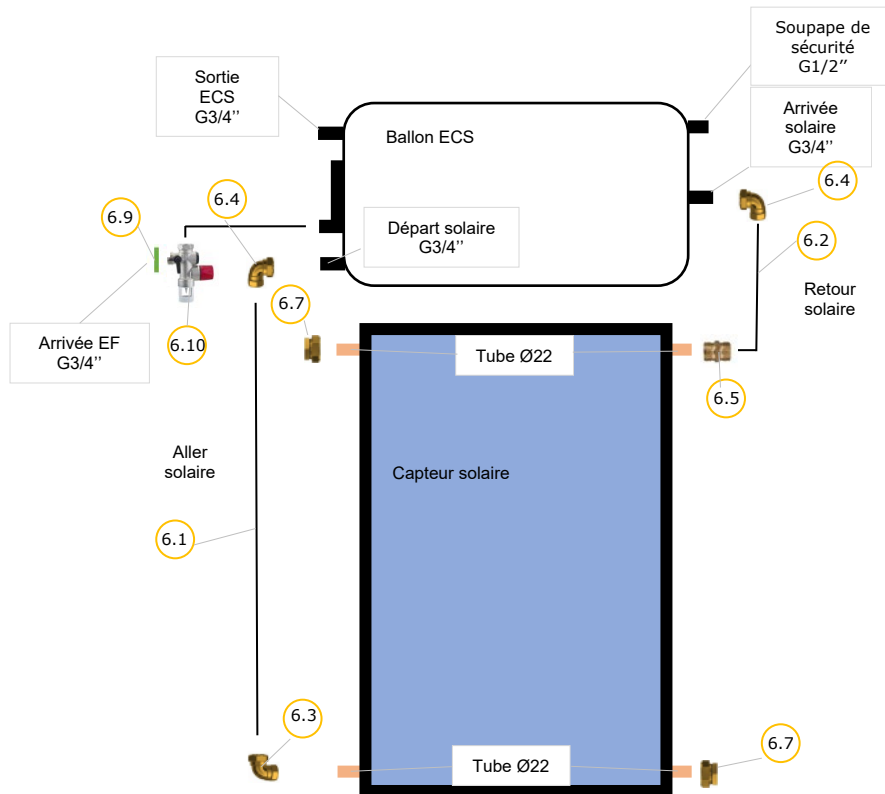 Soupape de
sécurité
G1/2’’
Sortie
ECS
G3/4’’
Ballon ECS
Arrivée
solaire
G3/4’’
6.4
6.4
6.9
Départ solaire
G3/4’’
6.2
Retour
solaire
6.7
Arrivée EF
G3/4’’
6.10
Tube Ø22
6.5
Aller
solaire
Capteur solaire
6.1
6.3
6.7
Tube Ø22